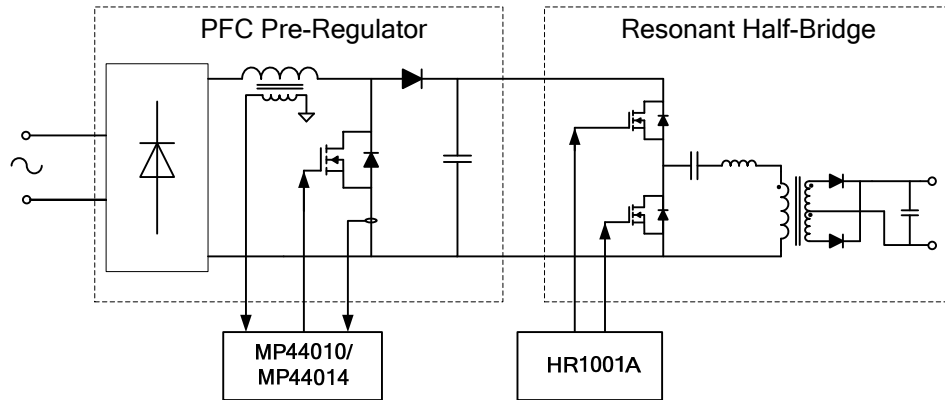 PFC Pre-Regulator
Resonant Half-Bridge
MP44010/
MP44014
HR1001A